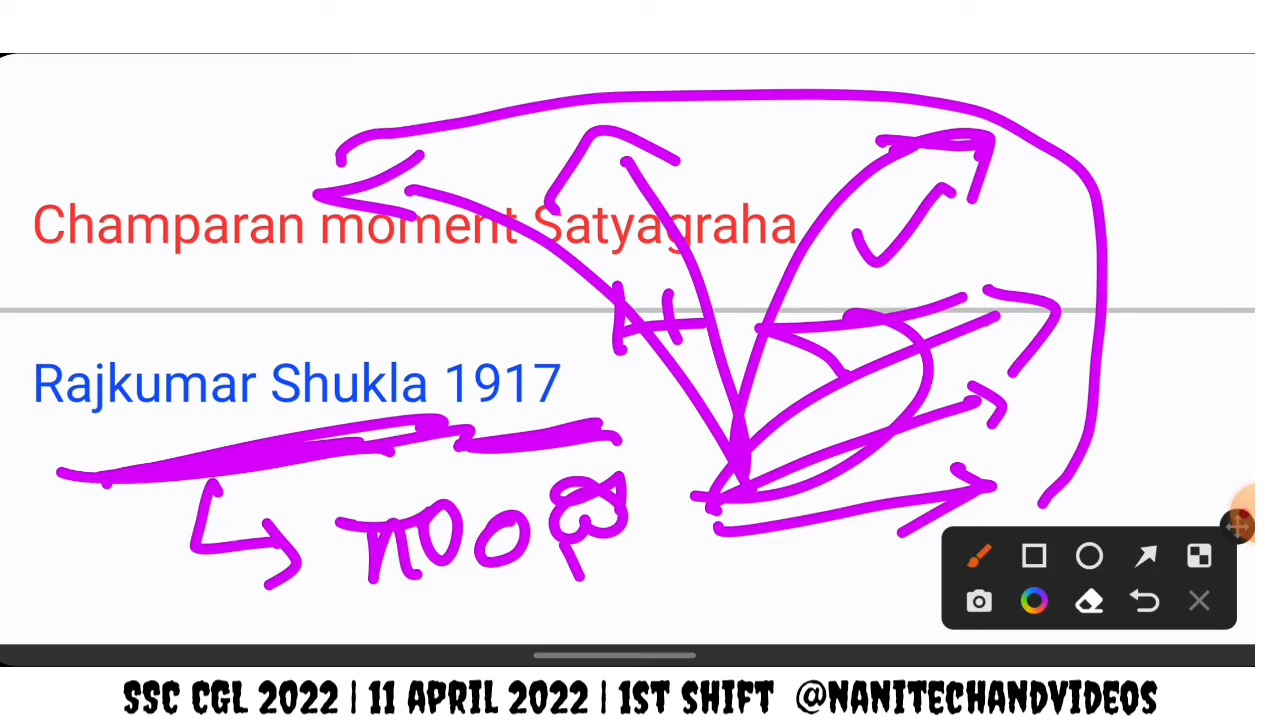 Champaran moment Satyagraha
Rajkumar Shukla 1917
SSC CGL 2022 | 11 APRIL 2022 | 1ST SHIFT @NANITECHANDVIDEOS